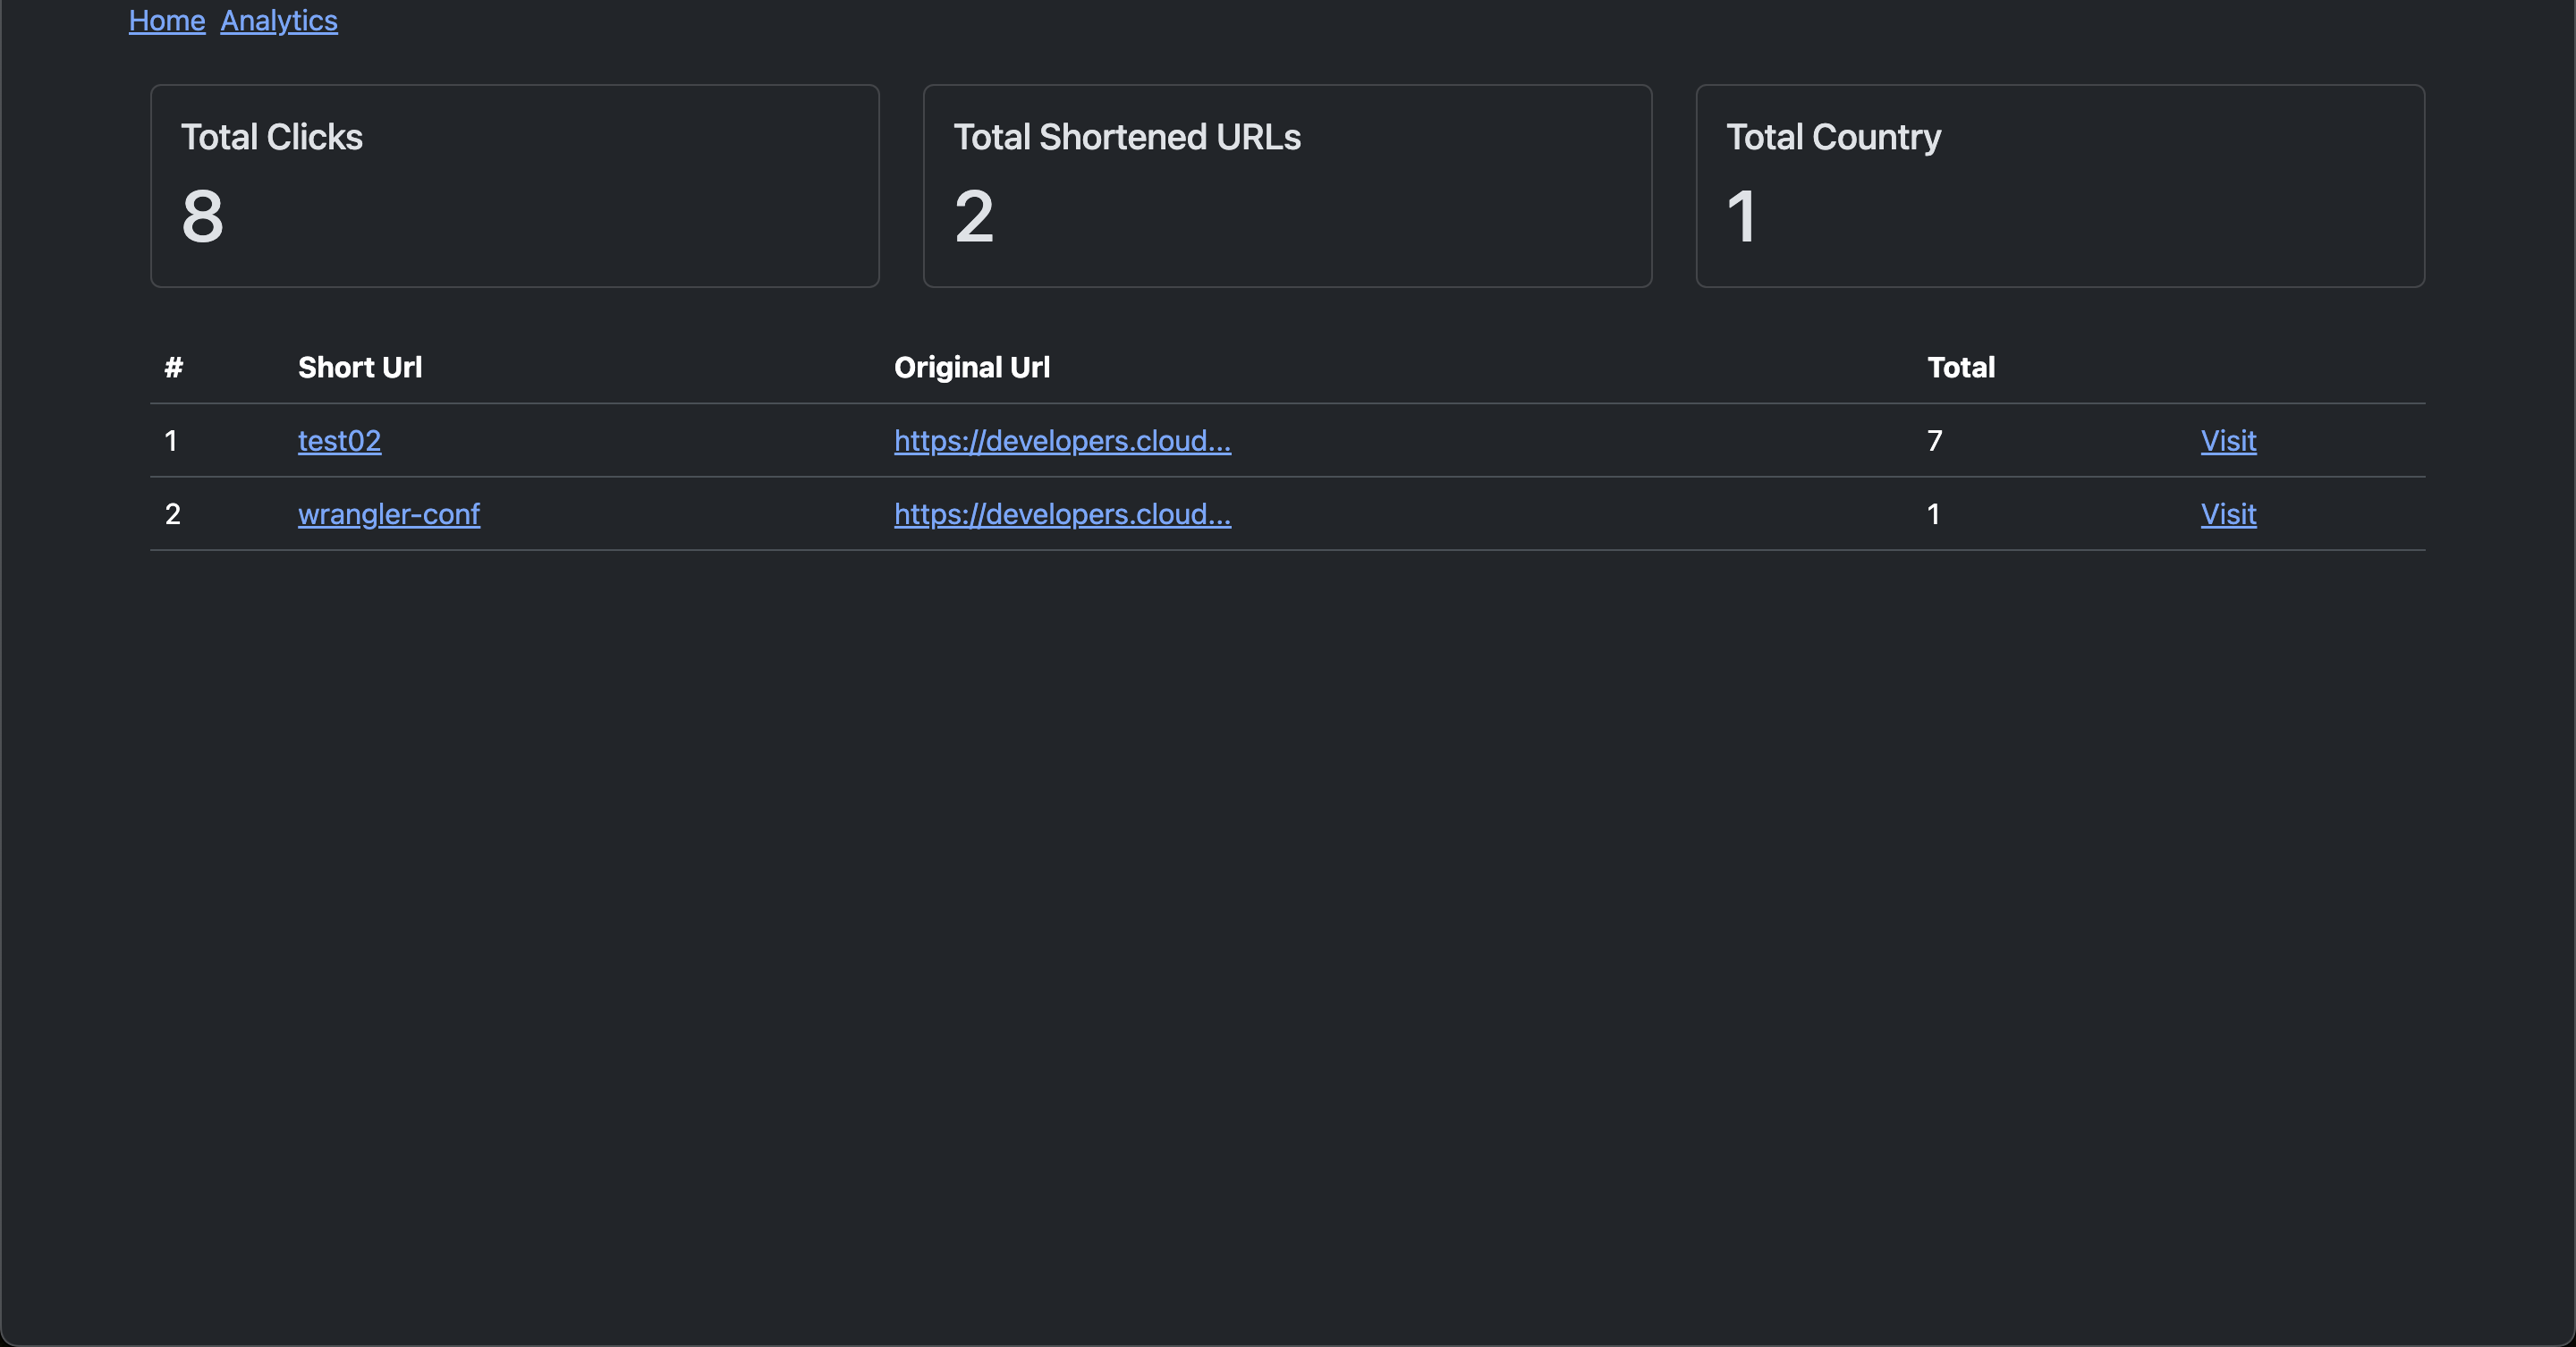 Home Analytics
Total Clicks
8
Total Shortened URLs
2
Total Country
1
# Short Url Original Url Total
1 test02 https://developers.cloud... 7 Visit
2 wrangler-conf https://developers.cloud... 1 Visit